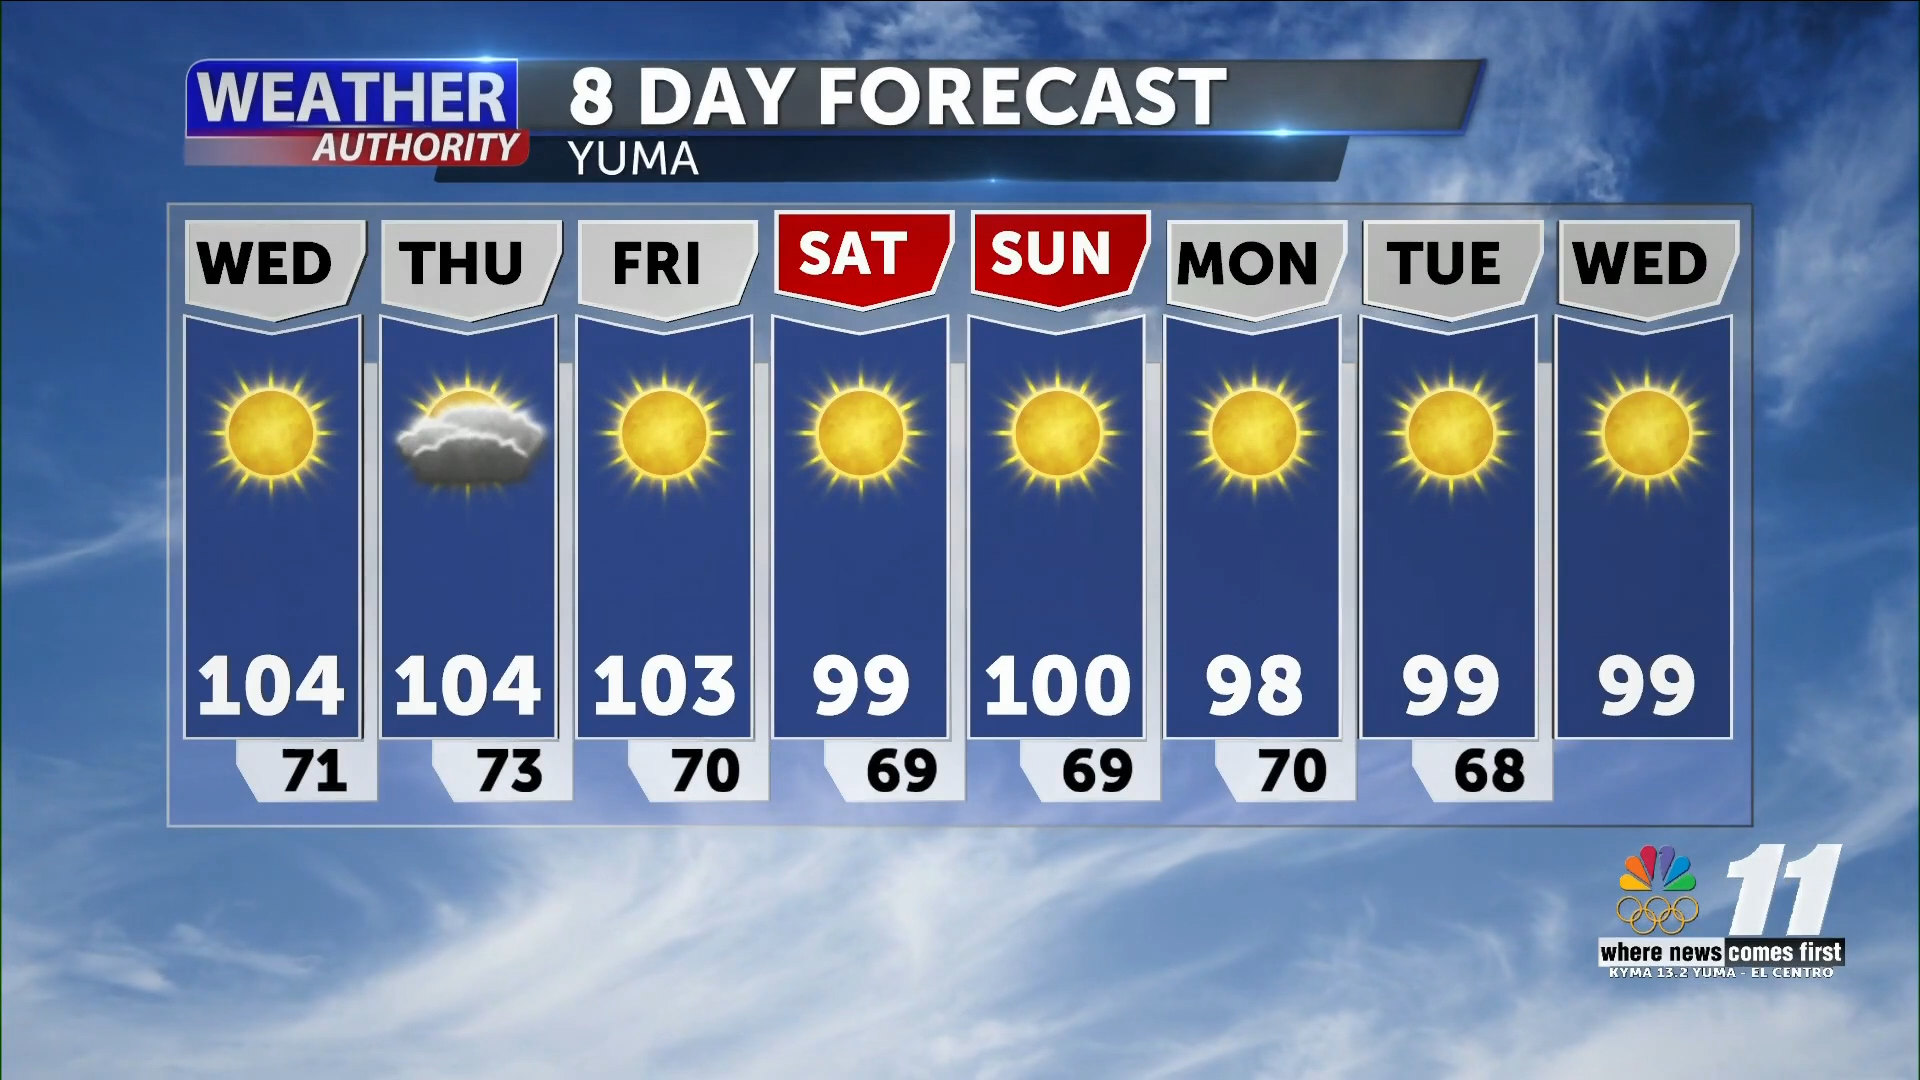 WEATHER
AUTHORITY
8 DAY FORECAST
YUMA
WED THU FRI SAT SUN MON TUE WED
104 104 103 99 100 98 99 99
71 73 70 69 69 70 68
11
where news comes first
KYMA 13.2 YUMA - EL CENTRO